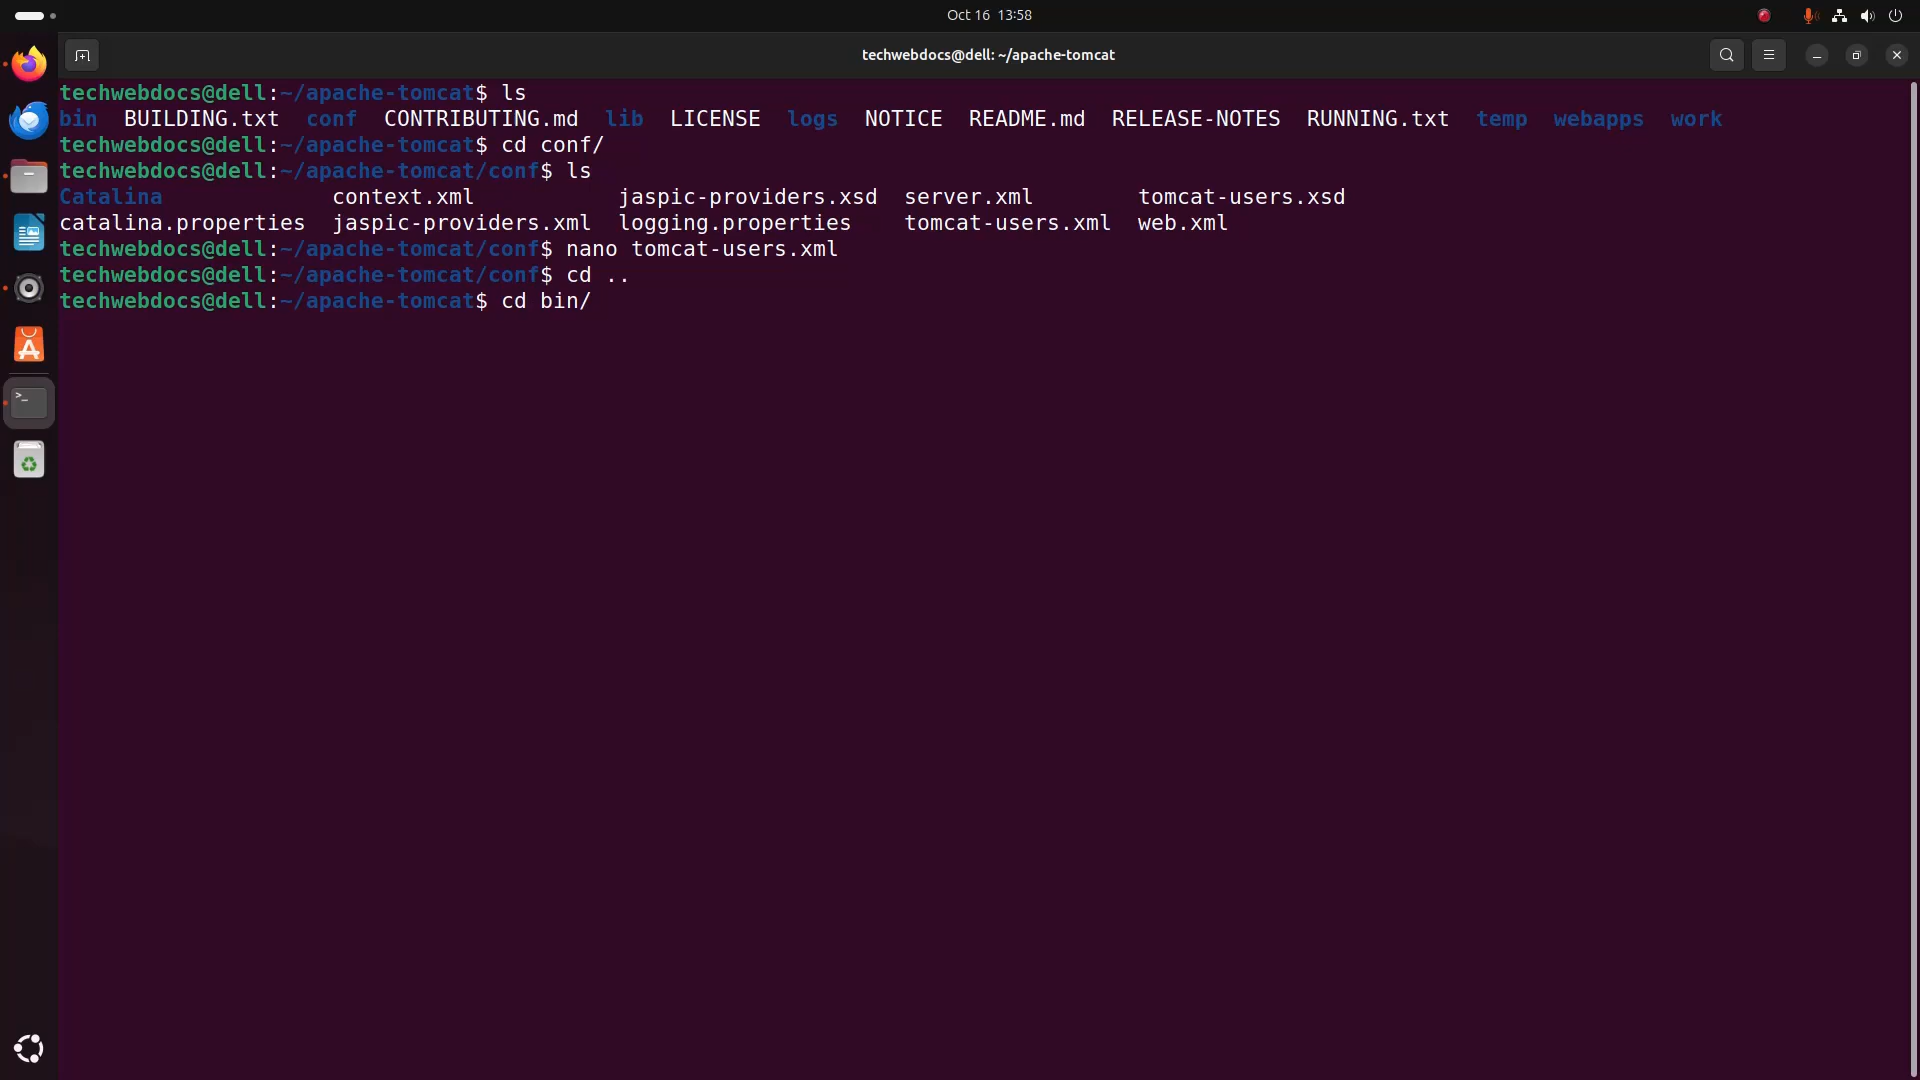 Oct 16  13:58
techwebdocs@dell: ~/apache-tomcat
techwebdocs@dell:~/apache-tomcat$ ls
bin  BUILDING.txt  conf  CONTRIBUTING.md  lib  LICENSE  logs  NOTICE  README.md  RELEASE-NOTES  RUNNING.txt  temp  webapps  work
techwebdocs@dell:~/apache-tomcat$ cd conf/
techwebdocs@dell:~/apache-tomcat/conf$ ls
Catalina             context.xml           jaspic-providers.xsd  server.xml        tomcat-users.xsd
catalina.properties  jaspic-providers.xml  logging.properties    tomcat-users.xml  web.xml
techwebdocs@dell:~/apache-tomcat/conf$ nano tomcat-users.xml
techwebdocs@dell:~/apache-tomcat/conf$ cd ..
techwebdocs@dell:~/apache-tomcat$ cd bin/